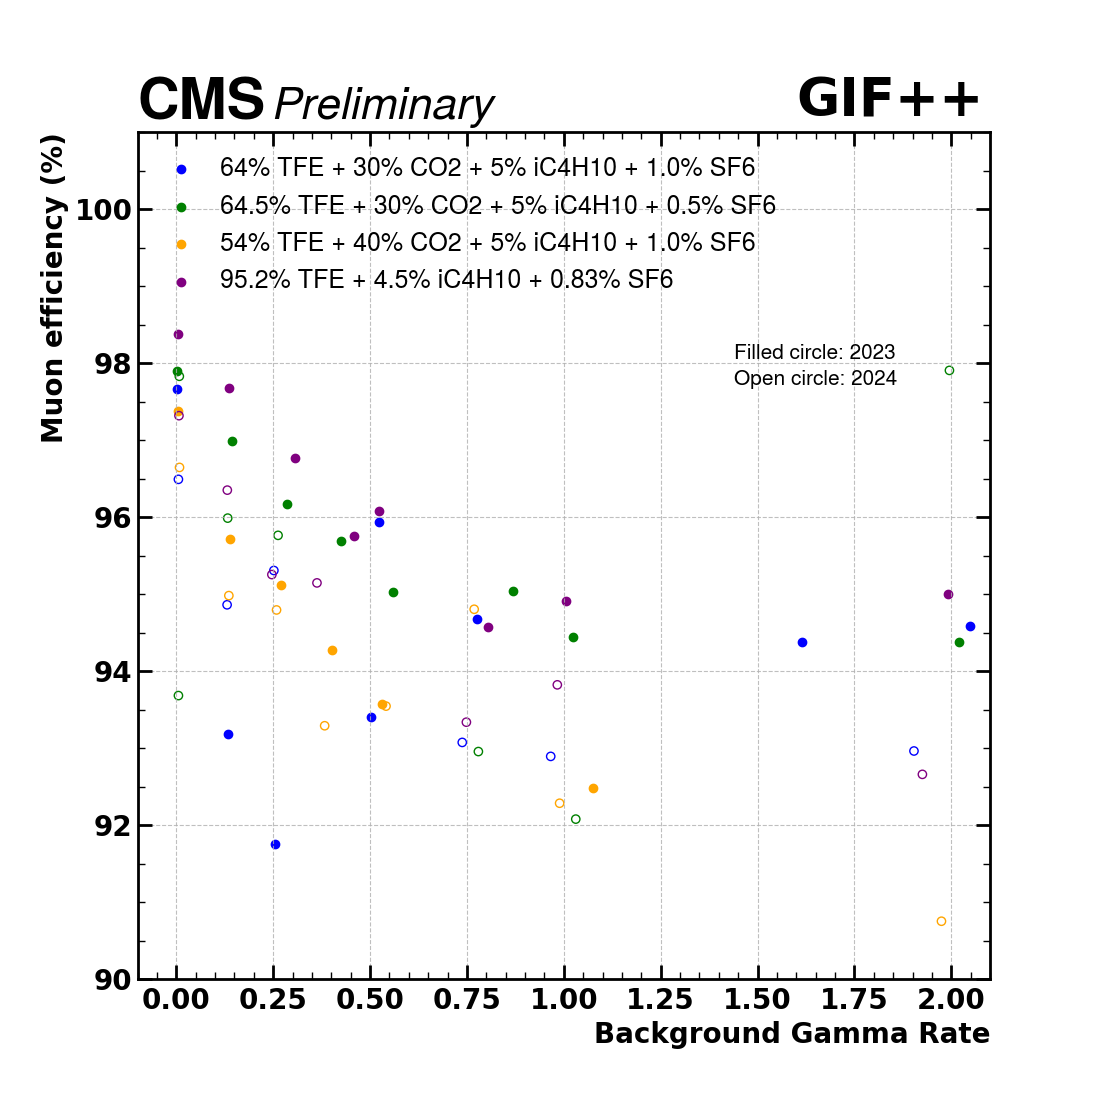 CMS Preliminary GIF++
Muon efficiency (%)
64% TFE + 30% CO2 + 5% iC4H10 + 1.0% SF6
64.5% TFE + 30% CO2 + 5% iC4H10 + 0.5% SF6
54% TFE + 40% CO2 + 5% iC4H10 + 1.0% SF6
95.2% TFE + 4.5% iC4H10 + 0.83% SF6
Filled circle: 2023
Open circle: 2024
100
98
96
94
92
90
0.00 0.25 0.50 0.75 1.00 1.25 1.50 1.75 2.00
Background Gamma Rate